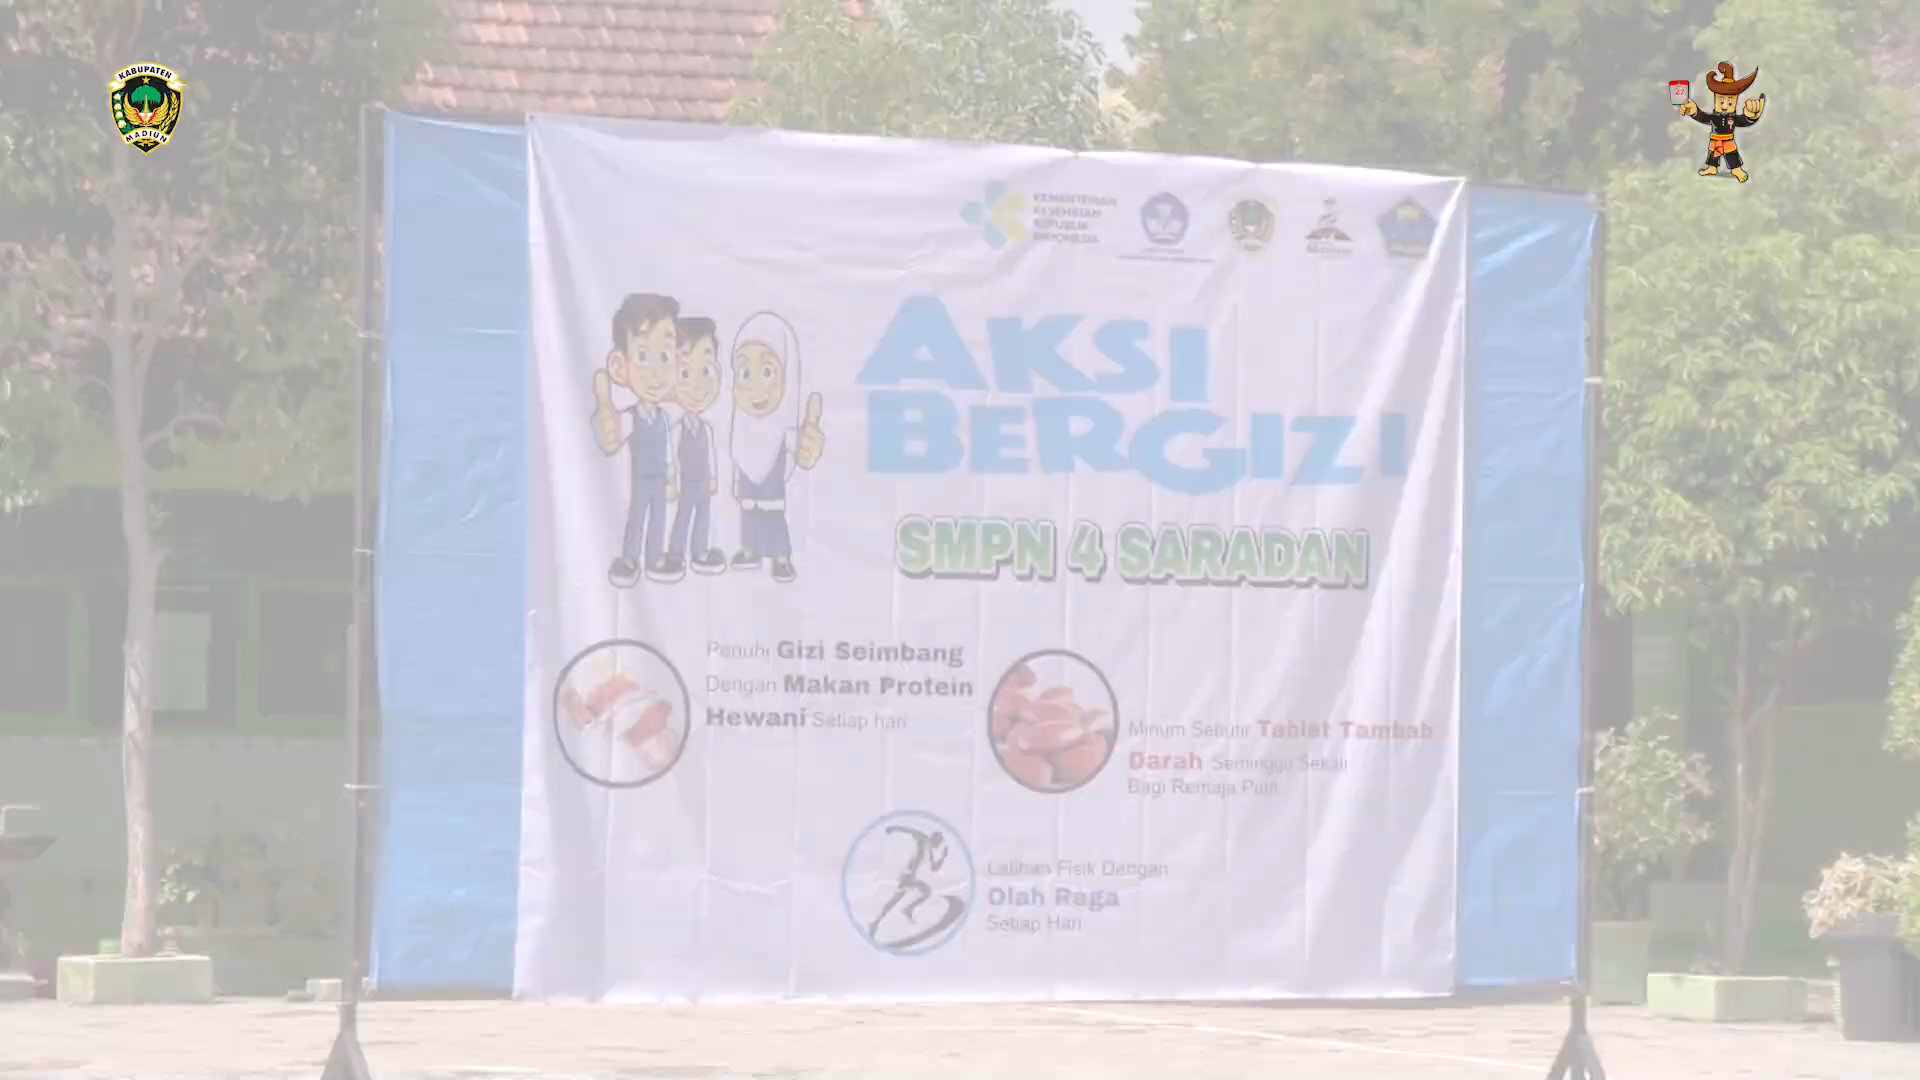 KABUPATEN
MADIUN
27
KEMENTERIAN
KESEHATAN
REPUBLIK
INDONESIA
AKSI
BERGIZI
SMPN 4 SARADAN
Penuhi Gizi Seimbang
Dengan Makan Protein
Hewani Setiap hari
Minum Sebutir Tablet Tambah
Darah Seminggu Sekali
Bagi Remaja Putri
Latihan Fisik Dengan
Olah Raga
Setiap Hari